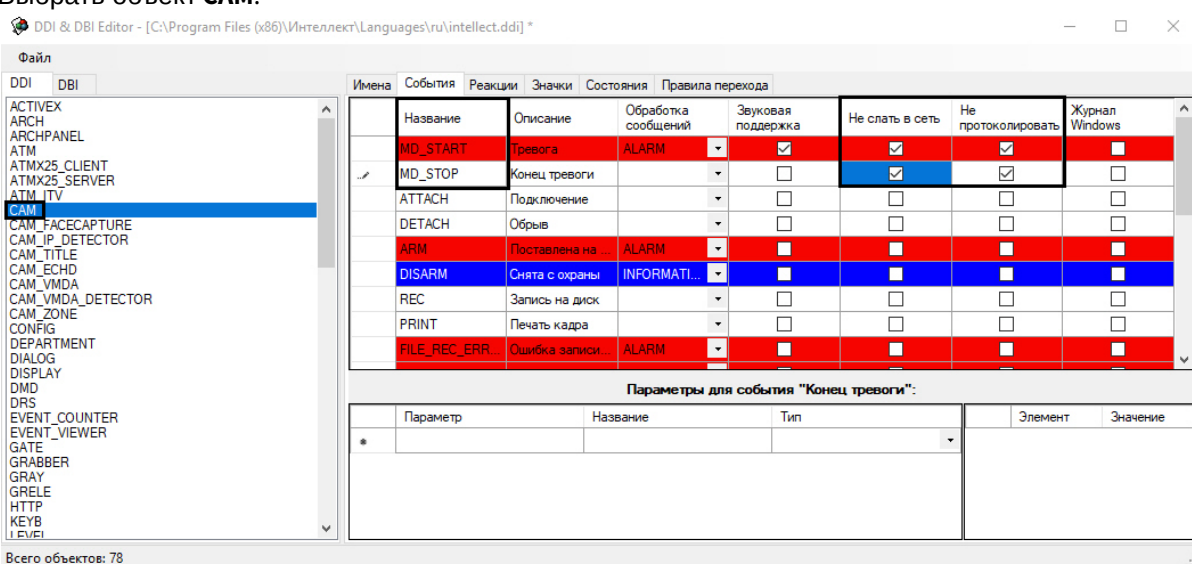 Выбрать объект CAM.
DDI & DBI Editor - [C:\Program Files (x86)\Интеллект\Languages\ru\intellect.ddi] *
Файл
DDI DBI
ACTIVEX
ARCH
ARCHPANEL
ATM
ATMX25_CLIENT
ATMX25_SERVER
ATM_ITV
CAM
CAM_FACECAPTURE
CAM_IP_DETECTOR
CAM_TITLE
CAM_ECHD
CAM_VMDA
CAM_VMDA_DETECTOR
CAM_ZONE
CONFIG
DEPARTMENT
DIALOG
DISPLAY
DMD
DRS
EVENT_COUNTER
EVENT_VIEWER
GATE
GRABBER
GRAY
GRELE
HTTP
KEYB
LEVEL
Имена События Реакции Значки Состояния Правила перехода
Название Описание Обработка сообщений Звуковая поддержка Не слать в сеть Не протоколировать Журнал Windows
MD_START Тревога ALARM
MD_STOP Конец тревоги
ATTACH Подключение
DETACH Обрыв
ARM Поставлена на ... ALARM
DISARM Снята с охраны INFORMATI...
REC Запись на диск
PRINT Печать кадра
FILE_REC_ERR... Ошибка записи... ALARM
Параметры для события "Конец тревоги":
Параметр Название Тип Элемент Значение
Всего объектов: 78